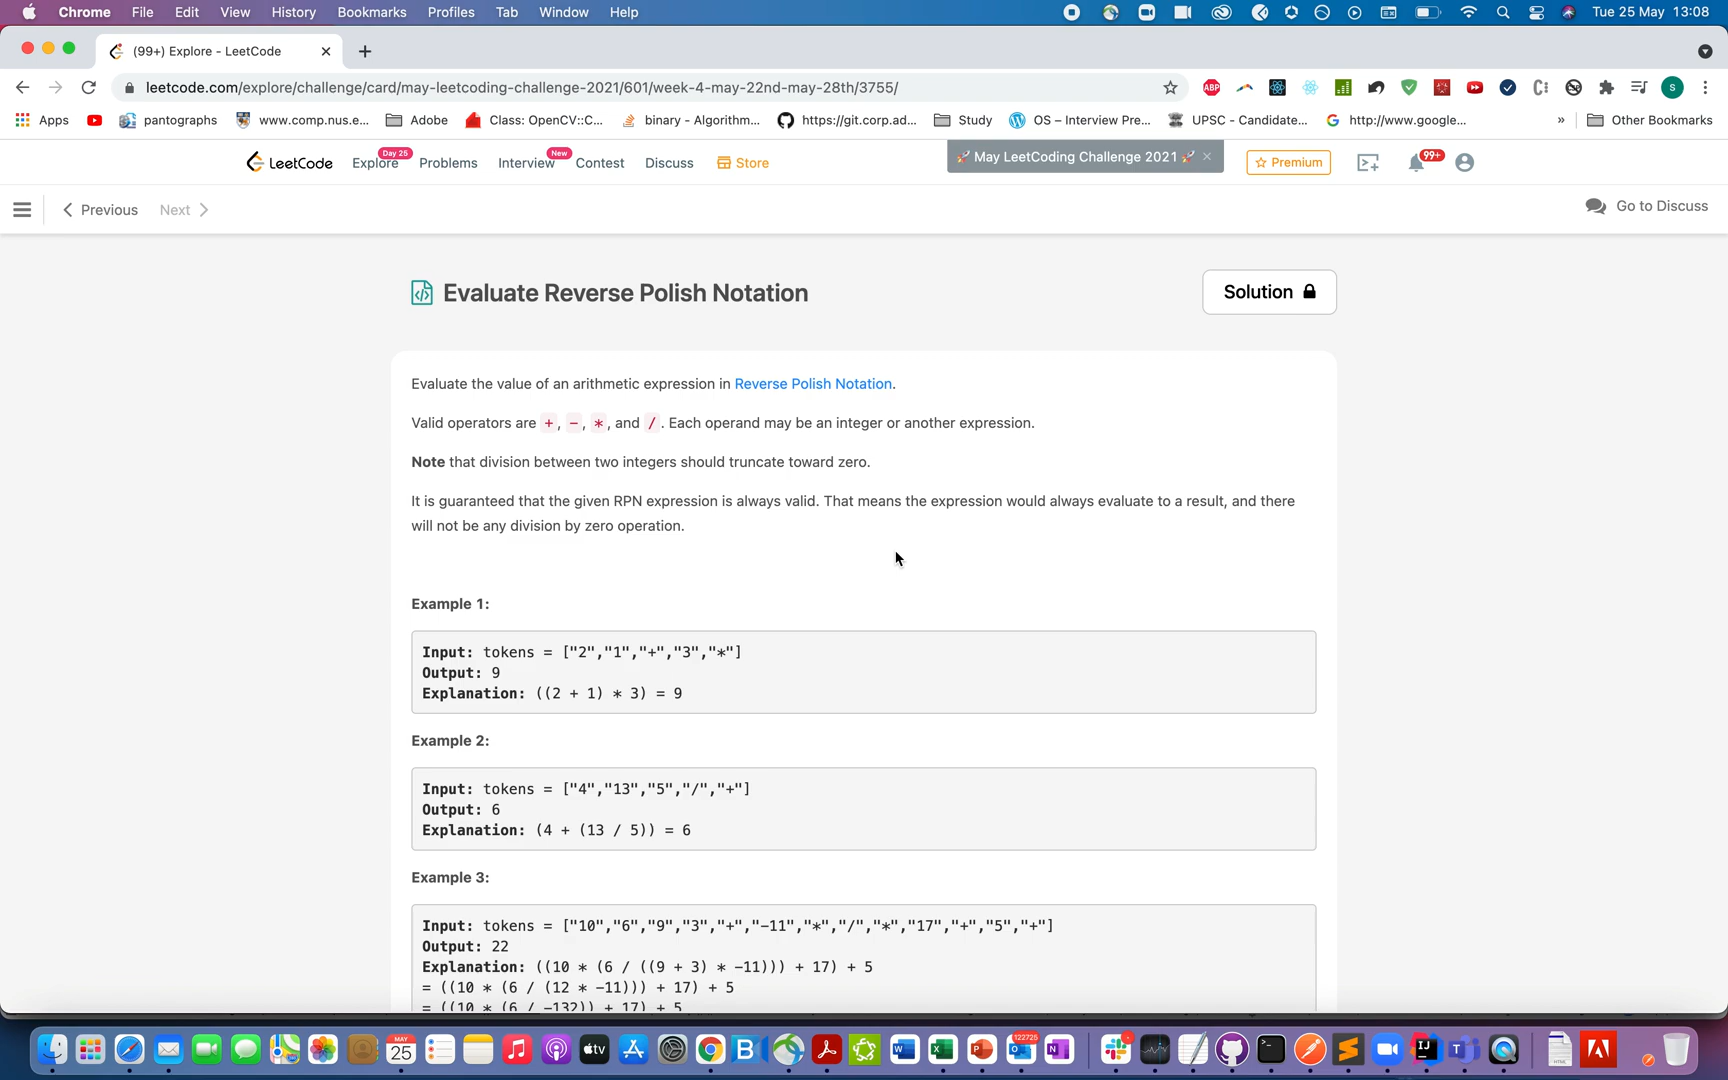 Chrome File Edit View History Bookmarks Profiles Tab Window Help Tue 25 May 13:08
(99+) Explore - LeetCode
leetcode.com/explore/challenge/card/may-leetcoding-challenge-2021/601/week-4-may-22nd-may-28th/3755/
ABP
S
Apps pantographs www.comp.nus.e... Adobe Class: OpenCV::C... binary - Algorithm... https://git.corp.ad... Study OS – Interview Pre... UPSC - Candidate... http://www.google... » Other Bookmarks
LeetCode Explore Day 25 Problems Interview New Contest Discuss Store 🚀 May LeetCoding Challenge 2021 🚀 × Premium 99+
Previous Next Go to Discuss
Evaluate Reverse Polish Notation
Solution
Evaluate the value of an arithmetic expression in Reverse Polish Notation.
Valid operators are +, -, *, and /. Each operand may be an integer or another expression.
Note that division between two integers should truncate toward zero.
It is guaranteed that the given RPN expression is always valid. That means the expression would always evaluate to a result, and there
will not be any division by zero operation.
Example 1:
Input: tokens = ["2","1","+","3","*"]
Output: 9
Explanation: ((2 + 1) * 3) = 9
Example 2:
Input: tokens = ["4","13","5","/","+"]
Output: 6
Explanation: (4 + (13 / 5)) = 6
Example 3:
Input: tokens = ["10","6","9","3","+","-11","*","/","*","17","+","5","+"]
Output: 22
Explanation: ((10 * (6 / ((9 + 3) * -11))) + 17) + 5
= ((10 * (6 / (12 * -11))) + 17) + 5
= ((10 * (6 / -132)) + 17) + 5
MAY
25
tv
122725